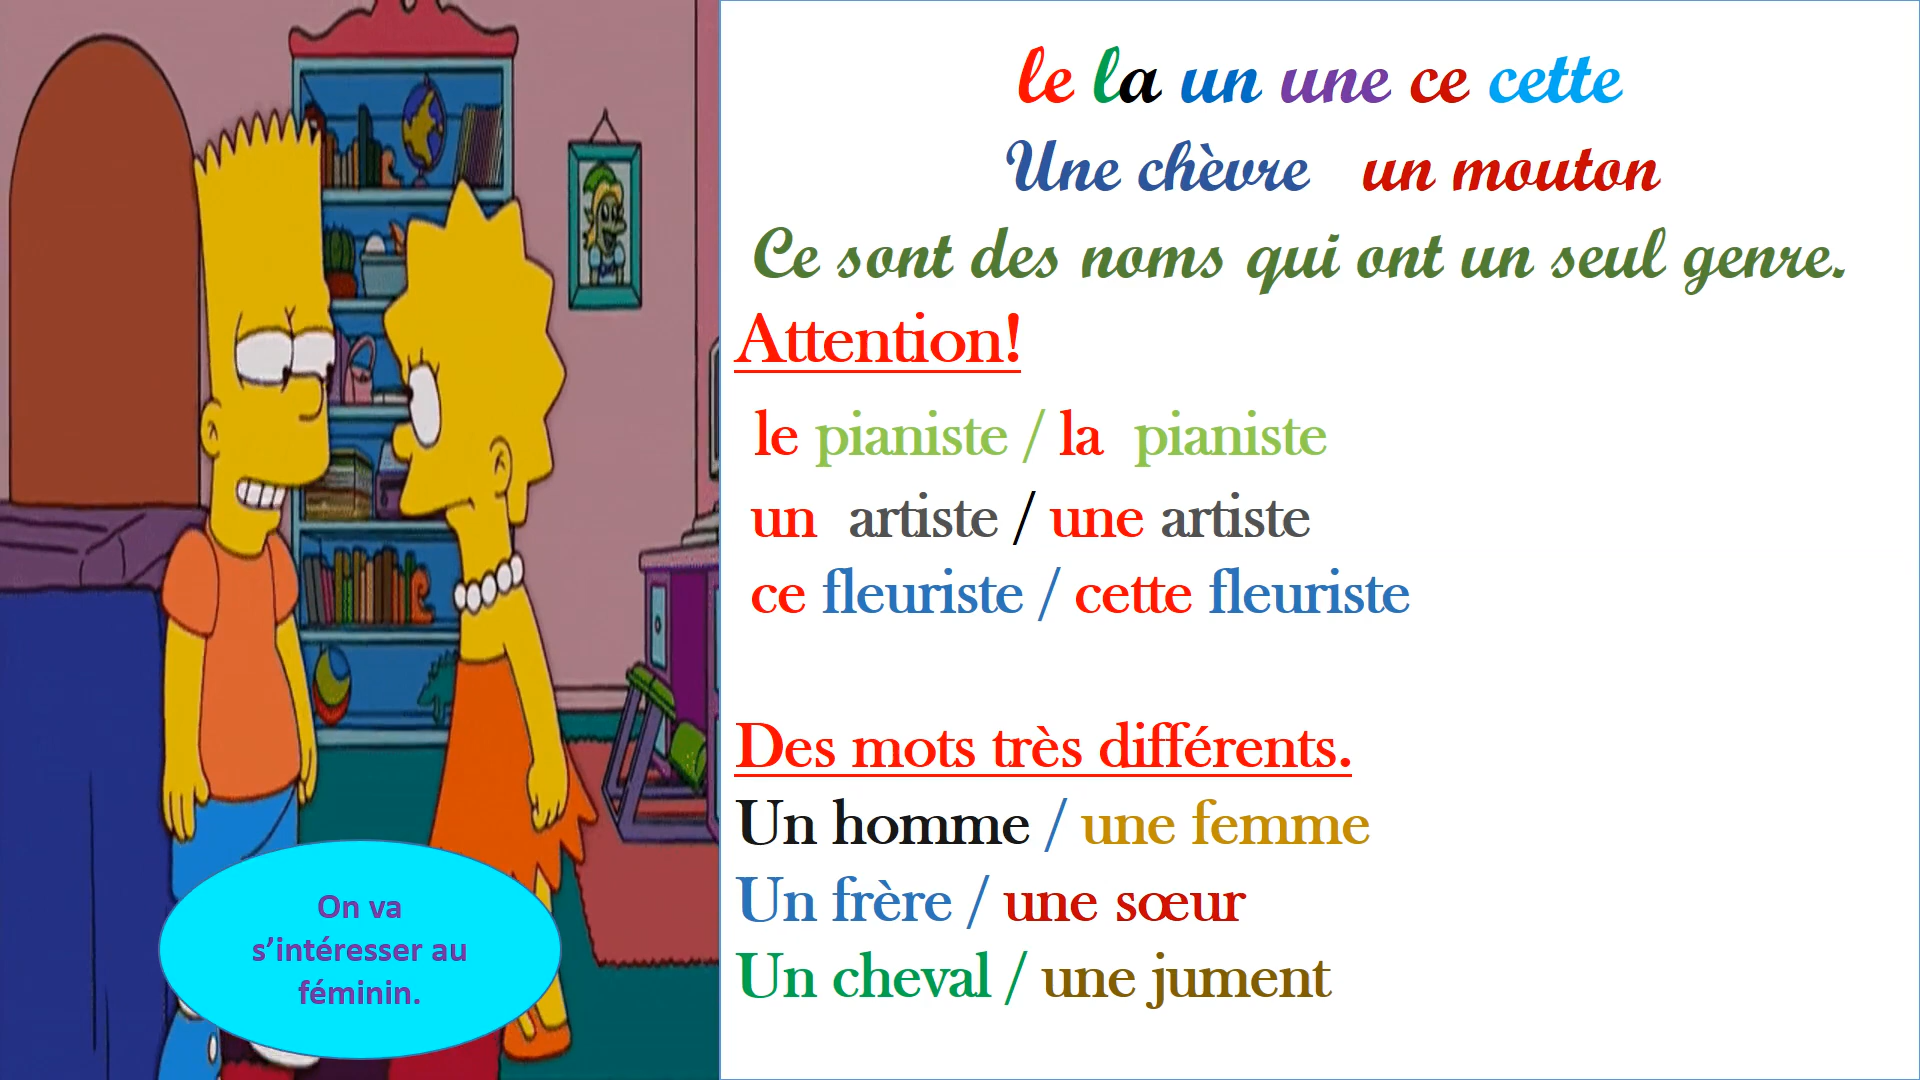 le la un une ce cette
Une chèvre un mouton
Ce sont des noms qui ont un seul genre.
Attention!
le pianiste / la pianiste
un artiste / une artiste
ce fleuriste / cette fleuriste
Des mots très différents.
Un homme / une femme
Un frère / une sœur
Un cheval / une jument
On va
s’intéresser au
féminin.